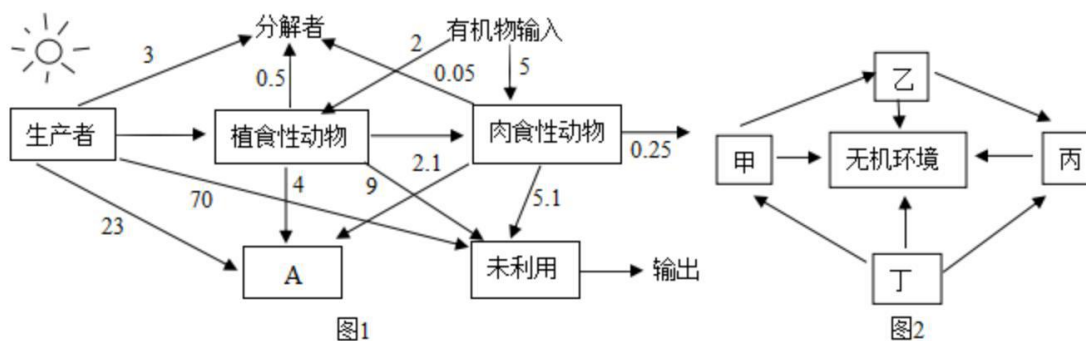 分解者
有机物输入
3
2
0.5
0.05
5
生产者
植食性动物
肉食性动物
0.25
23
70
4
9
2.1
5.1
A
未利用
输出
图1
乙
甲
无机环境
丙
丁
图2